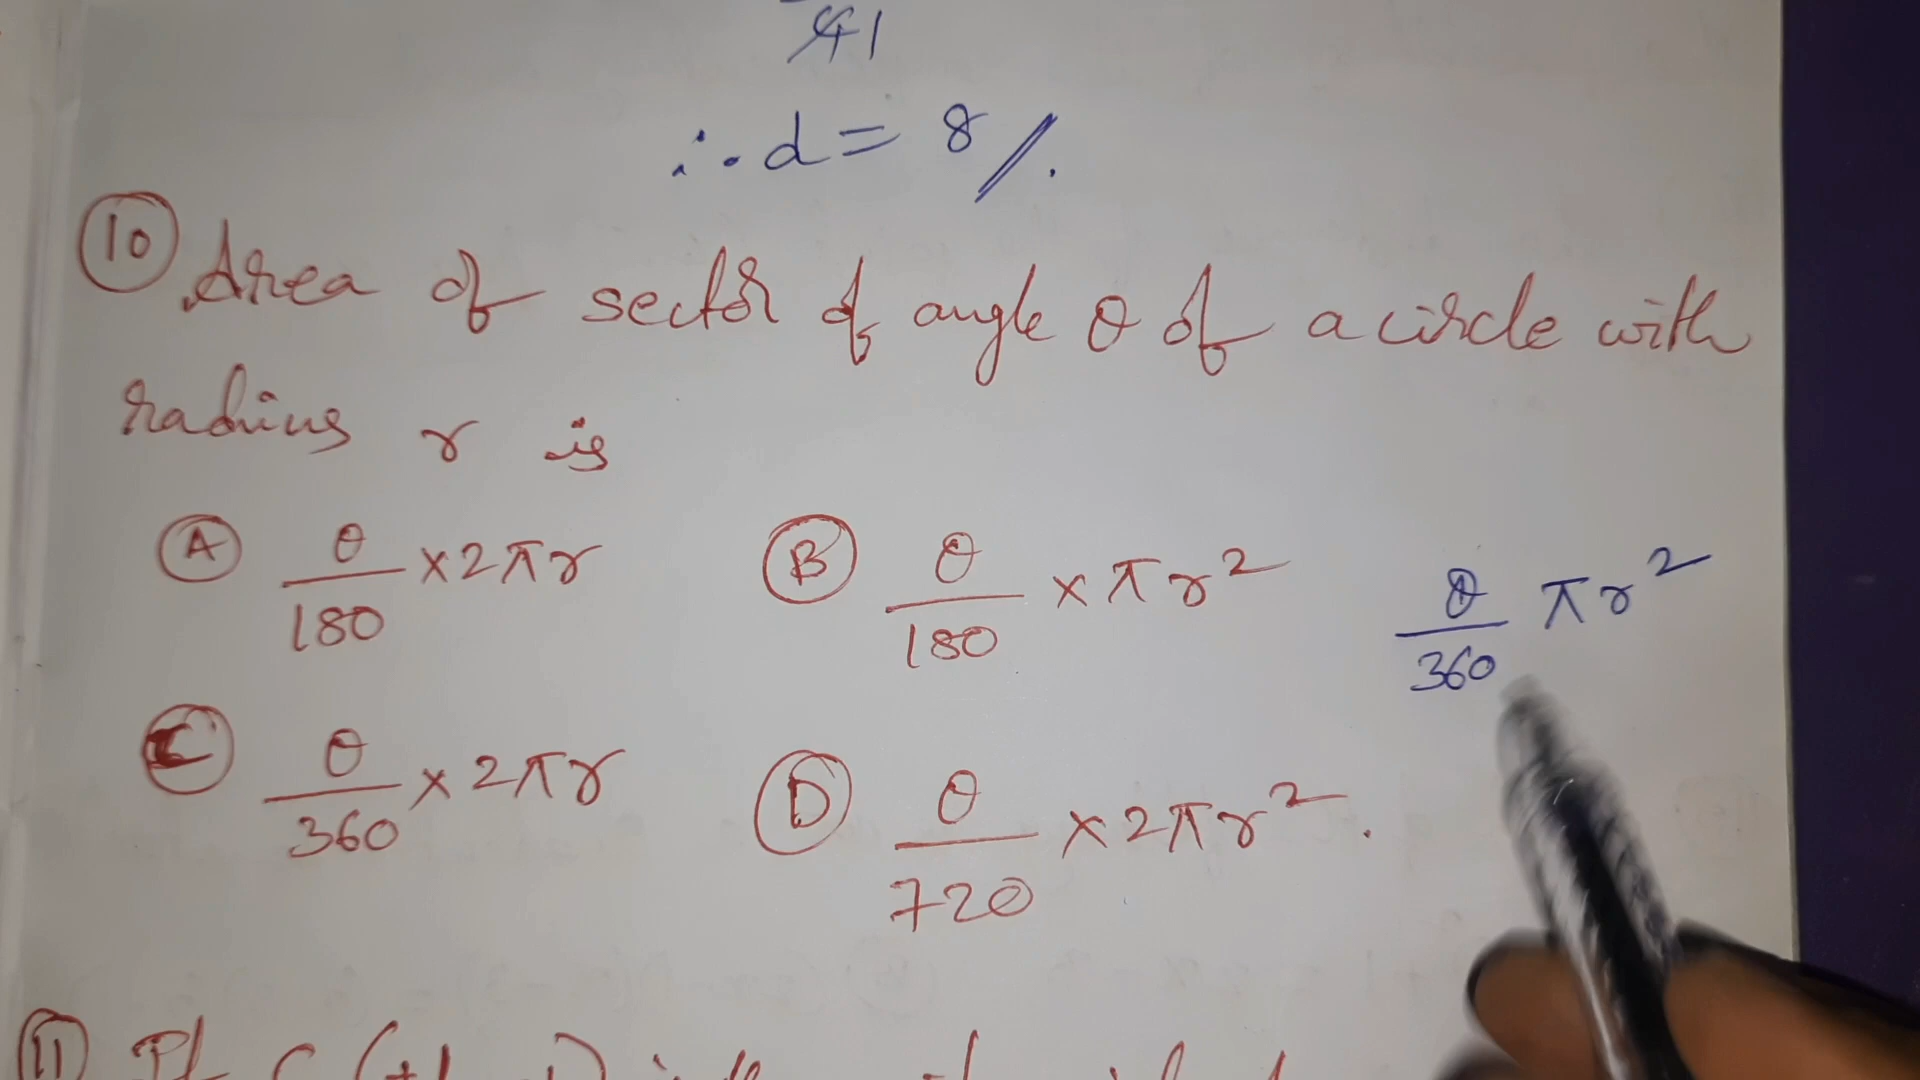 41
∴ d = 8
10 Area of sector of angle θ of a circle with
radius r is
A θ/180 × 2πr
B θ/180 × πr²
θ/360 πr²
C θ/360 × 2πr
D θ/720 × 2πr².
11